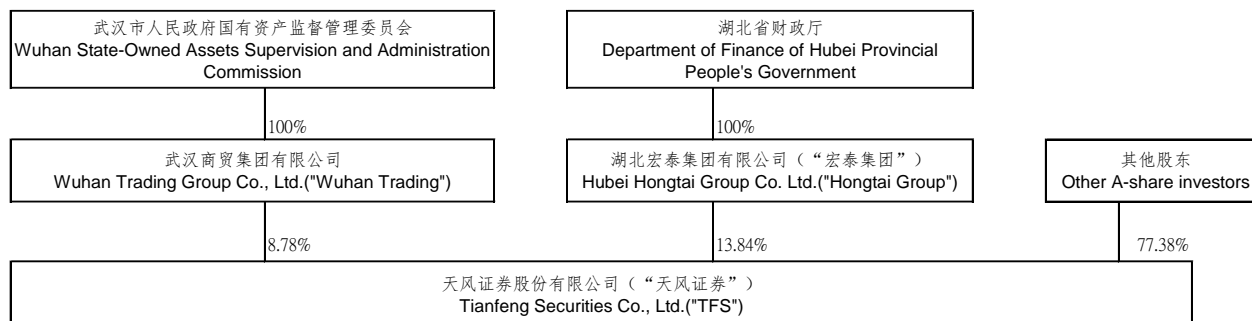 武汉市人民政府国有资产监督管理委员会
Wuhan State-Owned Assets Supervision and Administration
Commission
湖北省财政厅
Department of Finance of Hubei Provincial
People's Government
100%
100%
武汉商贸集团有限公司
Wuhan Trading Group Co., Ltd.("Wuhan Trading")
湖北宏泰集团有限公司（“宏泰集团”）
Hubei Hongtai Group Co. Ltd.("Hongtai Group")
其他股东
Other A-share investors
8.78%
13.84%
77.38%
天风证券股份有限公司（“天风证券”）
Tianfeng Securities Co., Ltd.("TFS")